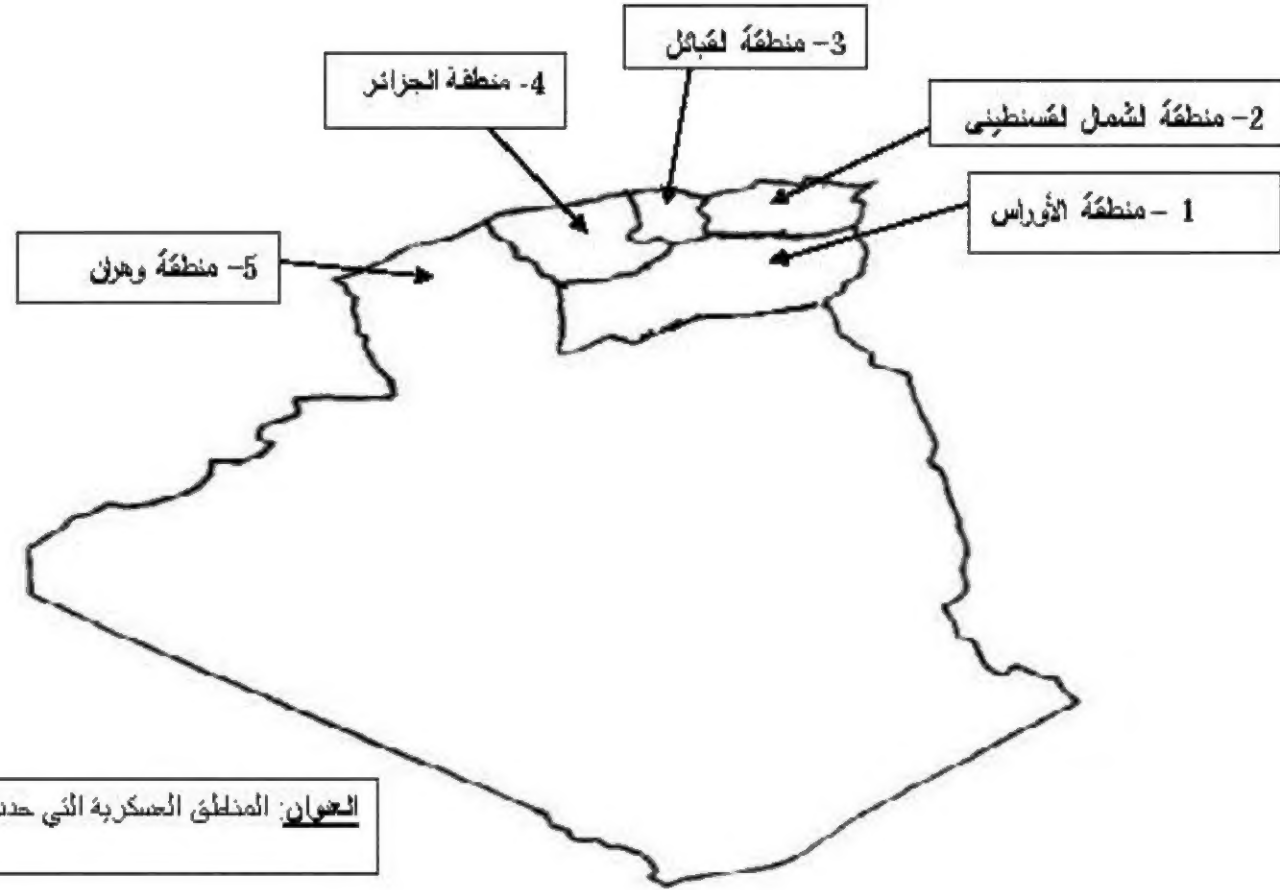 3- منطقة لقبائل
4- منطقة الجزائر
2- منطقة لشمال لقسنطيني
1 - منطقة الأوراس
5- منطقة وهران
العنوان: المناطق العسكرية التي